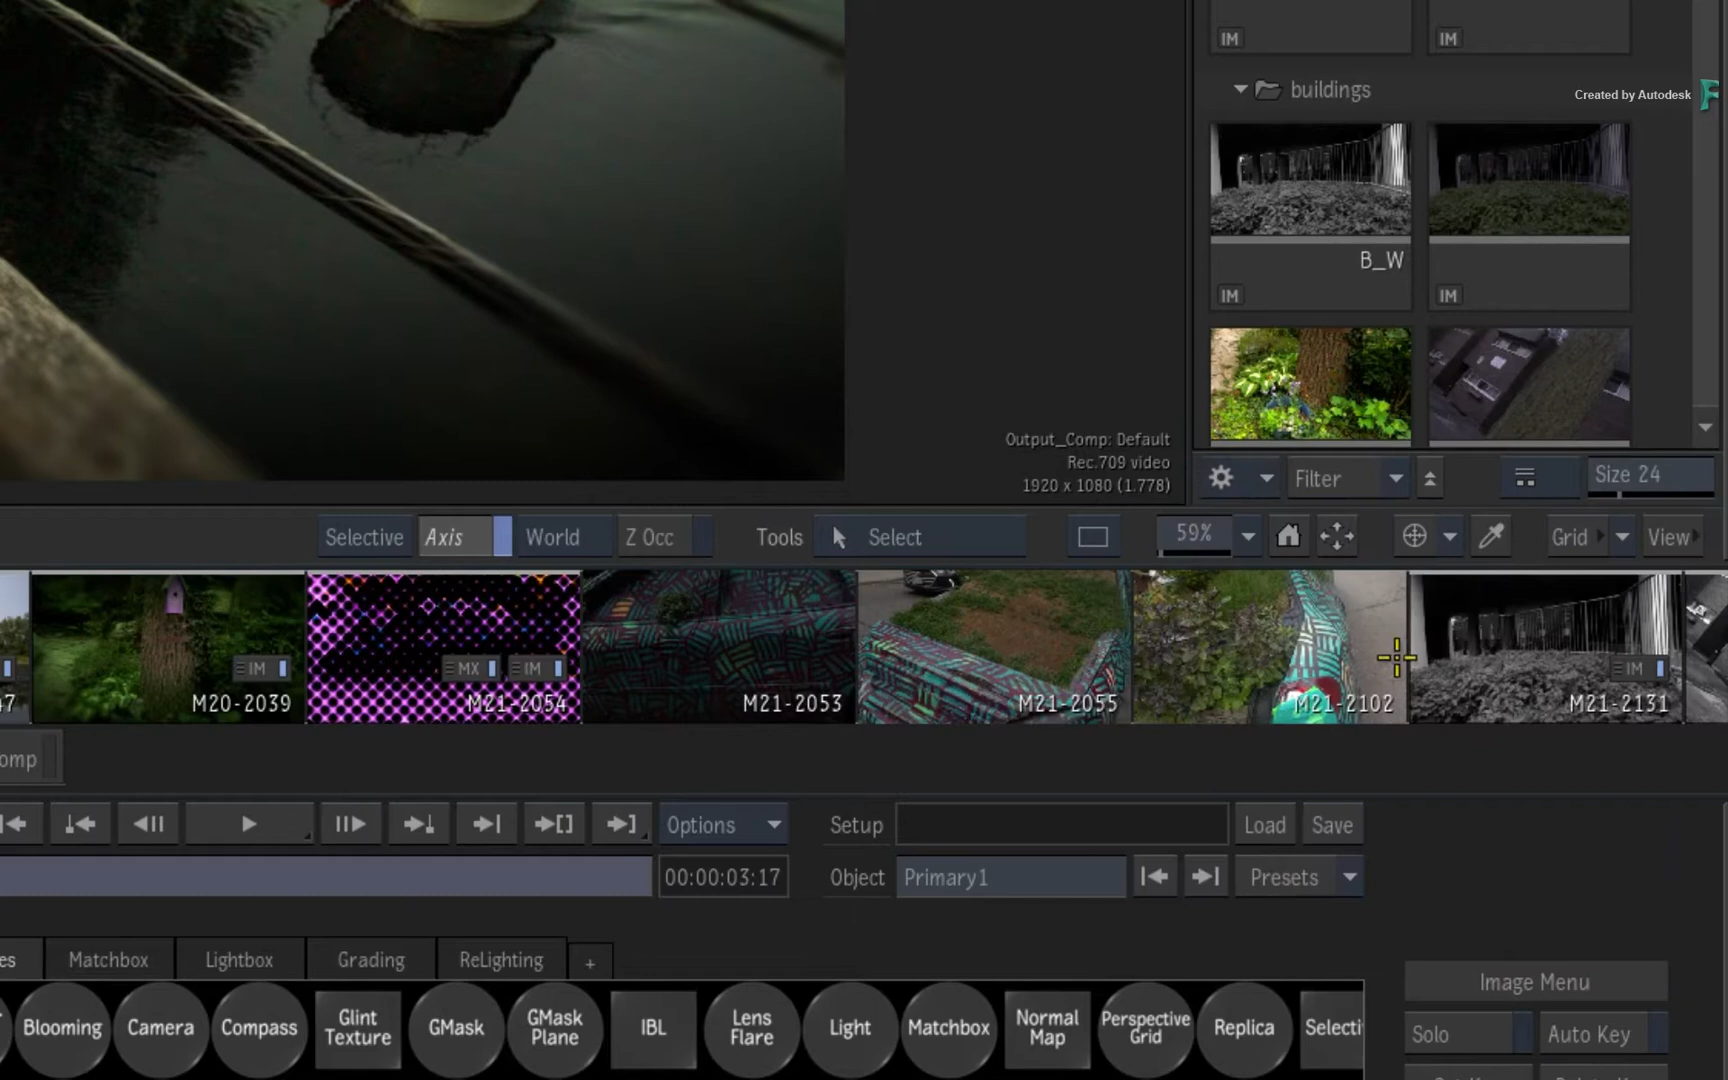 IM
IM
buildings
Created by Autodesk
B_W
IM
IM
Output_Comp: Default
Rec.709 video
1920 x 1080 (1.778)
Filter
Size 24
Selective
Axis
World
Z Occ
Tools
Select
59%
Grid
View
47
IM
M20-2039
MX
IM
M21-2054
M21-2053
M21-2055
M21-2102
IM
M21-2131
omp
Options
Setup
Load
Save
00:00:03:17
Object
Primary1
Presets
es
Matchbox
Lightbox
Grading
ReLighting
+
Blooming
Camera
Compass
Glint
Texture
GMask
GMask
Plane
IBL
Lens
Flare
Light
Matchbox
Normal
Map
Perspective
Grid
Replica
Selecti
Image Menu
Solo
Auto Key